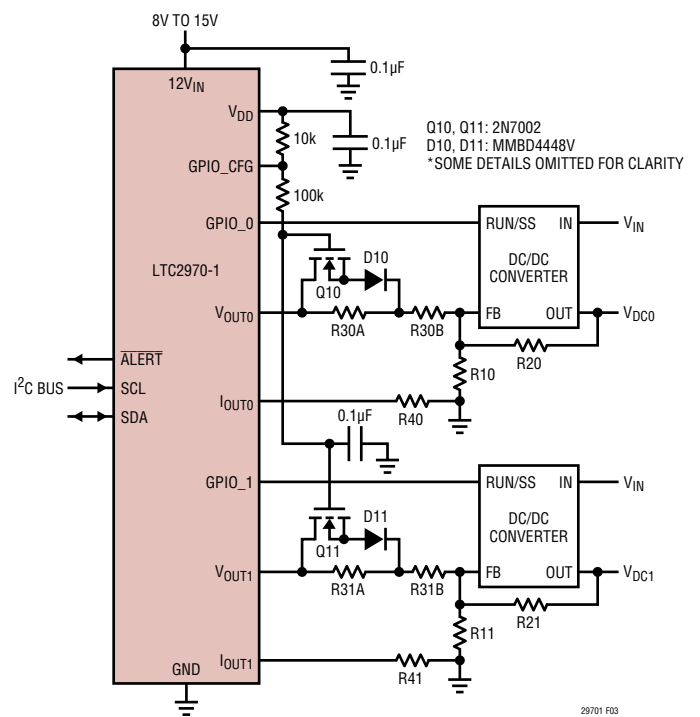 8V TO 15V
0.1µF
12VIN
VDD
10k
0.1µF
Q10, Q11: 2N7002
D10, D11: MMBD4448V
*SOME DETAILS OMITTED FOR CLARITY
GPIO_CFG
100k
GPIO_0
RUN/SS IN
VIN
D10
DC/DC
CONVERTER
LTC2970-1
Q10
VOUT0
R30A
R30B
FB OUT
VDC0
R20
ALERT
R10
I2C BUS
SCL
SDA
IOUT0
R40
0.1µF
GPIO_1
RUN/SS IN
VIN
D11
DC/DC
CONVERTER
Q11
VOUT1
R31A
R31B
FB OUT
VDC1
R21
R11
GND
IOUT1
R41
29701 F03